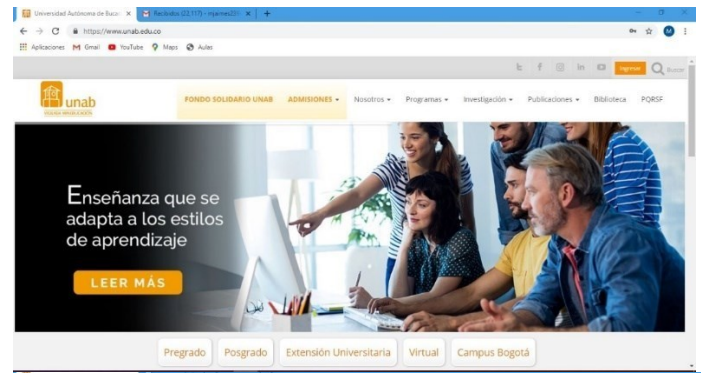 Universidad Autónoma de Bucar
Recibidos (23.117) - mjaimes23
https://www.unab.edu.co
Aplicaciones Gmail YouTube Maps Aulas
Ingresar Buscar
unab
FONDO SOLIDARIO UNAB ADMISIONES Nosotros Programas Investigación Publicaciones Biblioteca PQRSF
Enseñanza que se
adapta a los estilos
de aprendizaje
LEER MÁS
Pregrado Posgrado Extensión Universitaria Virtual Campus Bogotá